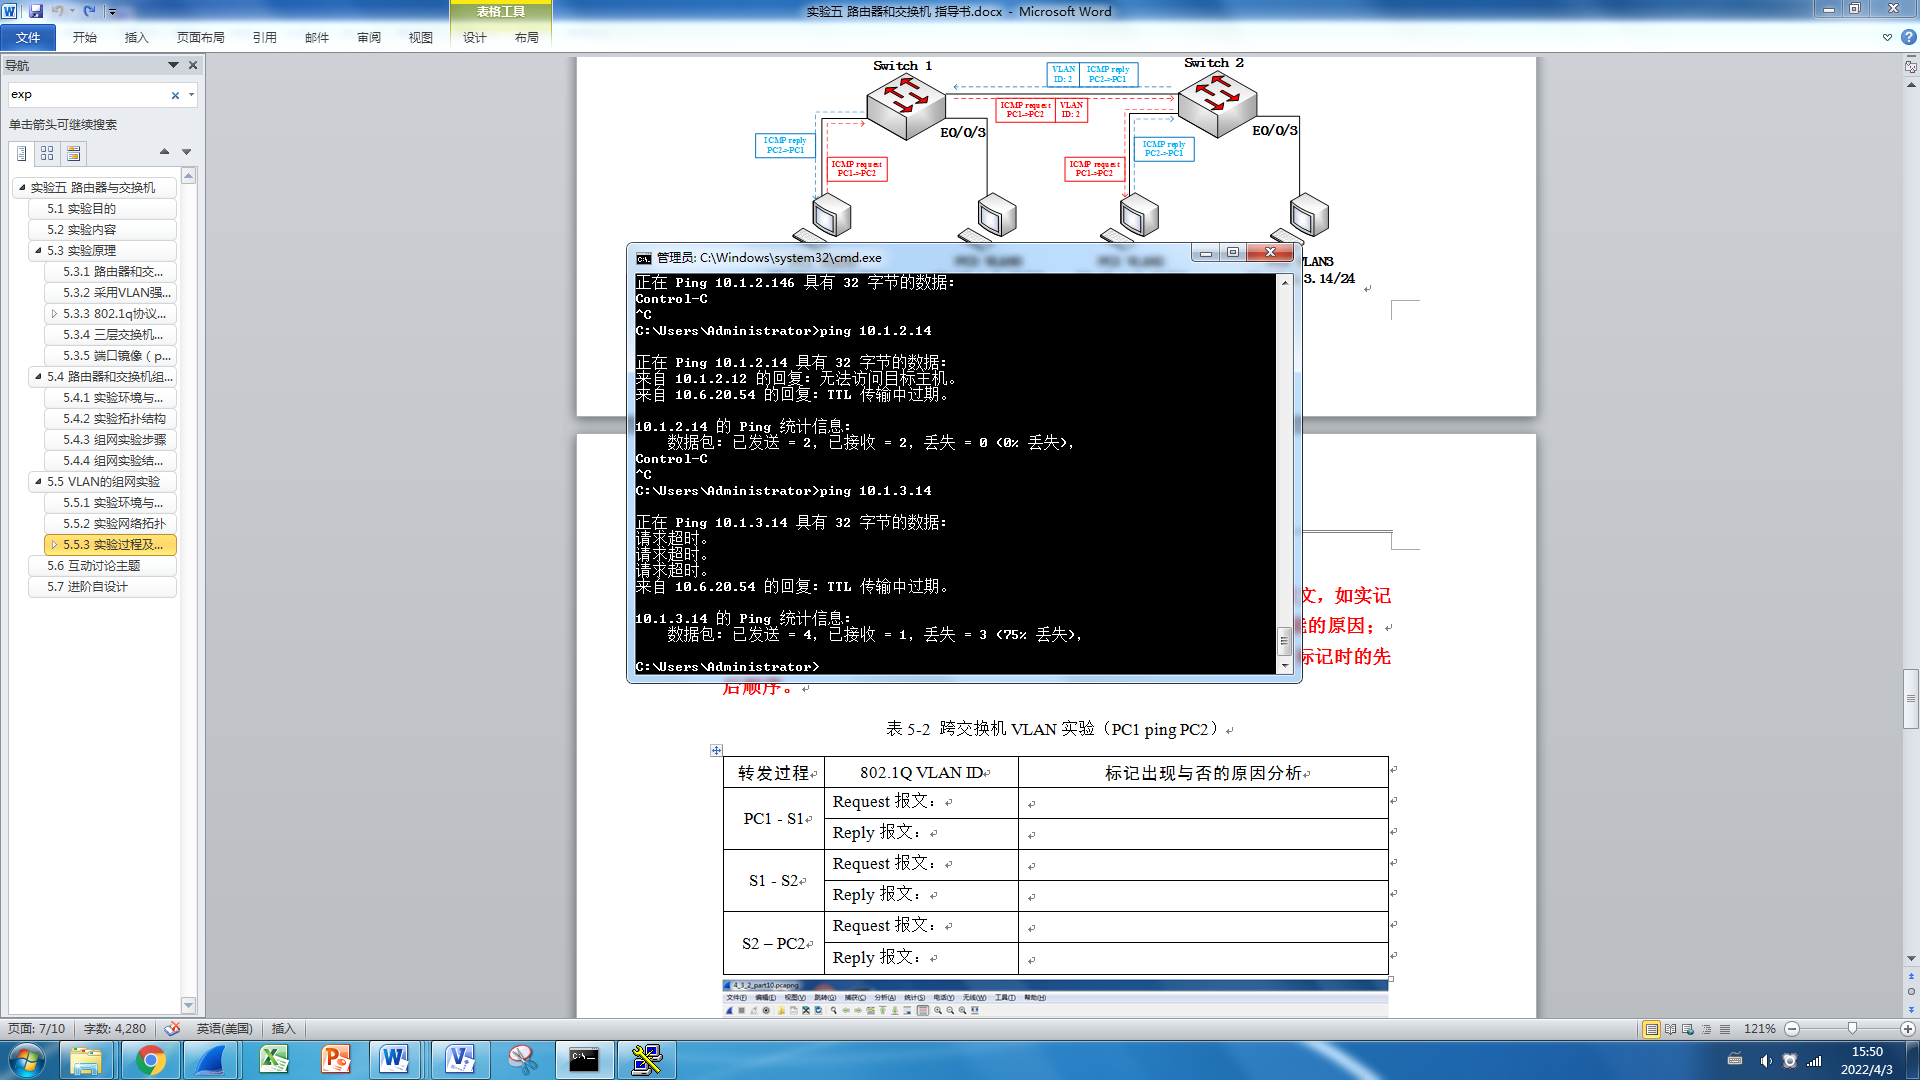 实验五 路由器和交换机 指导书.docx - Microsoft Word
表格工具
文件 开始 插入 页面布局 引用 邮件 审阅 视图 设计 布局
导航
exp
单击箭头可继续搜索
实验五 路由器与交换机
5.1 实验目的
5.2 实验内容
5.3 实验原理
5.3.1 路由器和交...
5.3.2 采用VLAN强...
5.3.3 802.1q协议...
5.3.4 三层交换机...
5.3.5 端口镜像（p...
5.4 路由器和交换机组...
5.4.1 实验环境与...
5.4.2 实验拓扑结构
5.4.3 组网实验步骤
5.4.4 组网实验结...
5.5 VLAN的组网实验
5.5.1 实验环境与...
5.5.2 实验网络拓扑
5.5.3 实验过程及...
5.6 互动讨论主题
5.7 进阶自设计
Switch 1
Switch 2
VLAN ID: 2
ICMP reply PC2->PC1
ICMP request PC1->PC2
VLAN ID: 2
E0/0/3
E0/0/3
ICMP reply PC2->PC1
ICMP request PC1->PC2
ICMP reply PC2->PC1
ICMP request PC1->PC2
VLAN3
3.14/24
管理员: C:\Windows\system32\cmd.exe
正在 Ping 10.1.2.146 具有 32 字节的数据:
Control-C
^C
C:\Users\Administrator>ping 10.1.2.14
正在 Ping 10.1.2.14 具有 32 字节的数据:
来自 10.1.2.12 的回复: 无法访问目标主机。
来自 10.6.20.54 的回复: TTL 传输中过期。
10.1.2.14 的 Ping 统计信息:
数据包: 已发送 = 2, 已接收 = 2, 丢失 = 0 (0% 丢失),
Control-C
^C
C:\Users\Administrator>ping 10.1.3.14
正在 Ping 10.1.3.14 具有 32 字节的数据:
请求超时。
请求超时。
请求超时。
来自 10.6.20.54 的回复: TTL 传输中过期。
10.1.3.14 的 Ping 统计信息:
数据包: 已发送 = 4, 已接收 = 1, 丢失 = 3 (75% 丢失),
C:\Users\Administrator>
文，如实记
的原因；
标记时的先
后顺序。
表 5-2 跨交换机 VLAN 实验（PC1 ping PC2）
转发过程 802.1Q VLAN ID 标记出现与否的原因分析
PC1 - S1
Request 报文：
Reply 报文：
S1 - S2
Request 报文：
Reply 报文：
S2 – PC2
Request 报文：
Reply 报文：
4_3_2_part10.pcapng
文件(F) 编辑(E) 视图(V) 跳转(G) 捕获(C) 分析(A) 统计(S) 电话(Y) 无线(W) 工具(T) 帮助(H)
页面: 7/10 字数: 4,280 英语(美国) 插入 121%
15:50
2022/4/3